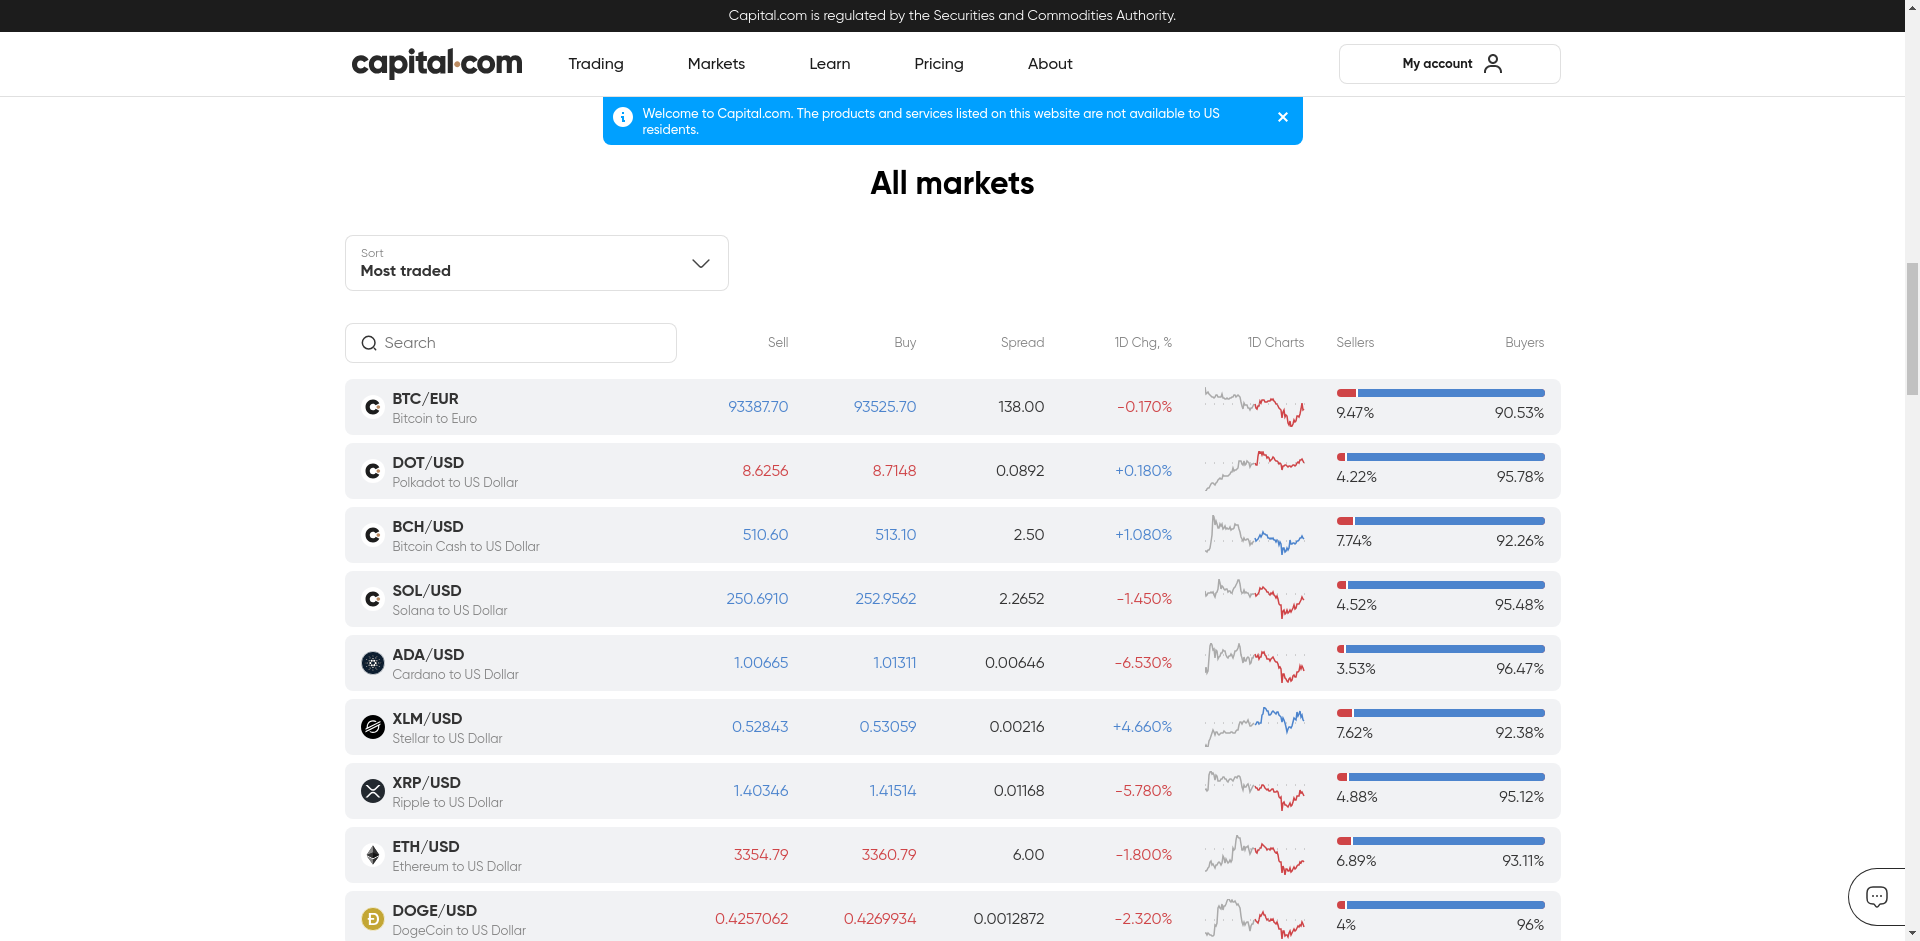 Capital.com is regulated by the Securities and Commodities Authority.
capital.com Trading Markets Learn Pricing About My account
Welcome to Capital.com. The products and services listed on this website are not available to US
residents.
All markets
Sort
Most traded
Search Sell Buy Spread 1D Chg, % 1D Charts Sellers Buyers
BTC/EUR
Bitcoin to Euro
93387.70 93525.70 138.00 -0.170% 9.47% 90.53%
DOT/USD
Polkadot to US Dollar
8.6256 8.7148 0.0892 +0.180% 4.22% 95.78%
BCH/USD
Bitcoin Cash to US Dollar
510.60 513.10 2.50 +1.080% 7.74% 92.26%
SOL/USD
Solana to US Dollar
250.6910 252.9562 2.2652 -1.450% 4.52% 95.48%
ADA/USD
Cardano to US Dollar
1.00665 1.01311 0.00646 -6.530% 3.53% 96.47%
XLM/USD
Stellar to US Dollar
0.52843 0.53059 0.00216 +4.660% 7.62% 92.38%
XRP/USD
Ripple to US Dollar
1.40346 1.41514 0.01168 -5.780% 4.88% 95.12%
ETH/USD
Ethereum to US Dollar
3354.79 3360.79 6.00 -1.800% 6.89% 93.11%
DOGE/USD
DogeCoin to US Dollar
0.4257062 0.4269934 0.0012872 -2.320% 4% 96%